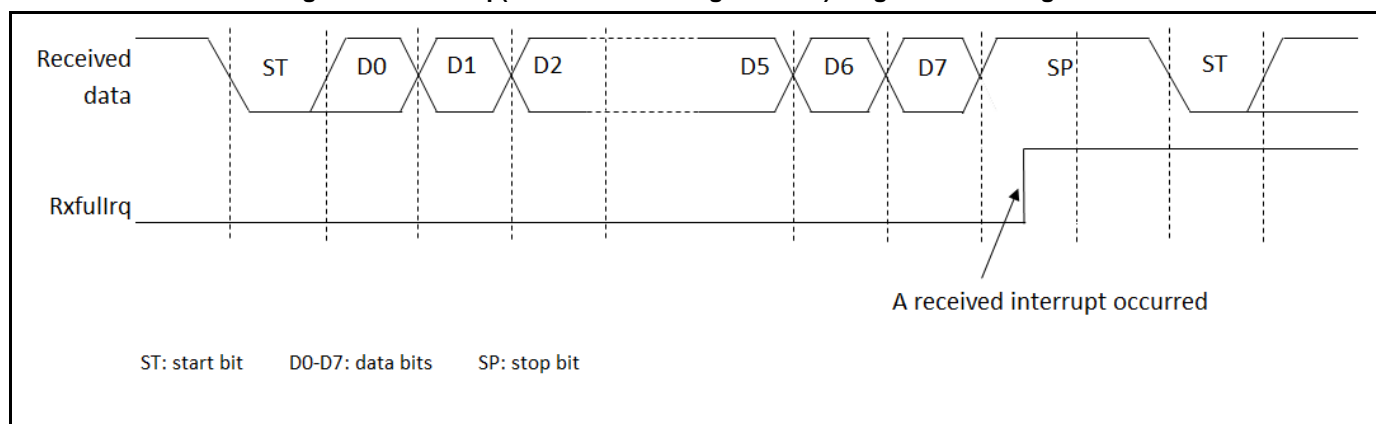 Received data
ST D0 D1 D2 D5 D6 D7 SP ST
RxfullIrq
A received interrupt occurred
ST: start bit D0-D7: data bits SP: stop bit